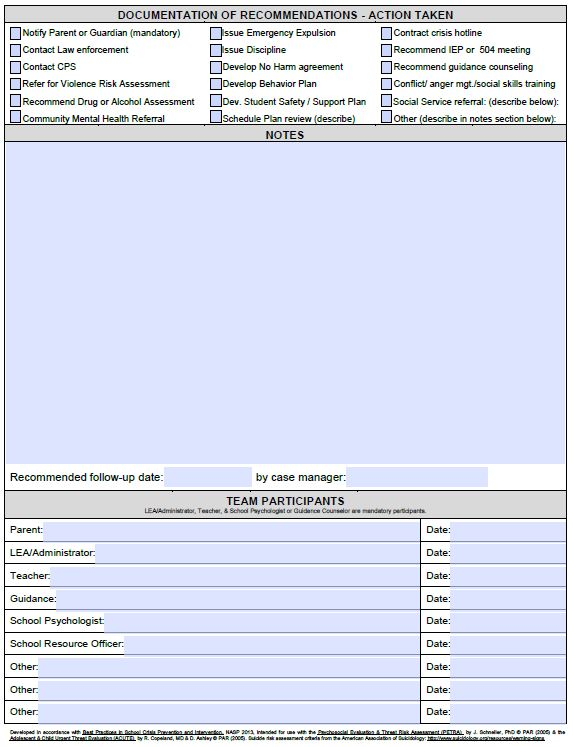 DOCUMENTATION OF RECOMMENDATIONS - ACTION TAKEN
Notify Parent or Guardian (mandatory) Issue Emergency Expulsion Contract crisis hotline
Contact Law enforcement Issue Discipline Recommend IEP or 504 meeting
Contact CPS Develop No Harm agreement Recommend guidance counseling
Refer for Violence Risk Assessment Develop Behavior Plan Conflict/ anger mgt./social skills training
Recommend Drug or Alcohol Assessment Dev. Student Safety / Support Plan Social Service referral: (describe below):
Community Mental Health Referral Schedule Plan review (describe) Other (describe in notes section below):
NOTES
Recommended follow-up date: by case manager:
TEAM PARTICIPANTS
LEA/Administrator, Teacher, & School Psychologist or Guidance Counselor are mandatory participants.
Parent: Date:
LEA/Administrator: Date:
Teacher: Date:
Guidance: Date:
School Psychologist: Date:
School Resource Officer: Date:
Other: Date:
Other: Date:
Other: Date:
Developed in accordance with Best Practices in School Crisis Prevention and Intervention, NASP 2013, intended for use with the Psychosocial Evaluation & Threat Risk Assessment (PETRA), by J. Schneller, PhD © PAR (2005) & the
Adolescent & Child Urgent Threat Evaluation (ACUTE), by R. Copeland, MD & D. Ashley © PAR (2005). Suicide risk assessment criteria from the American Association of Suicidology: http://www.suicidology.org/resources/warning-signs